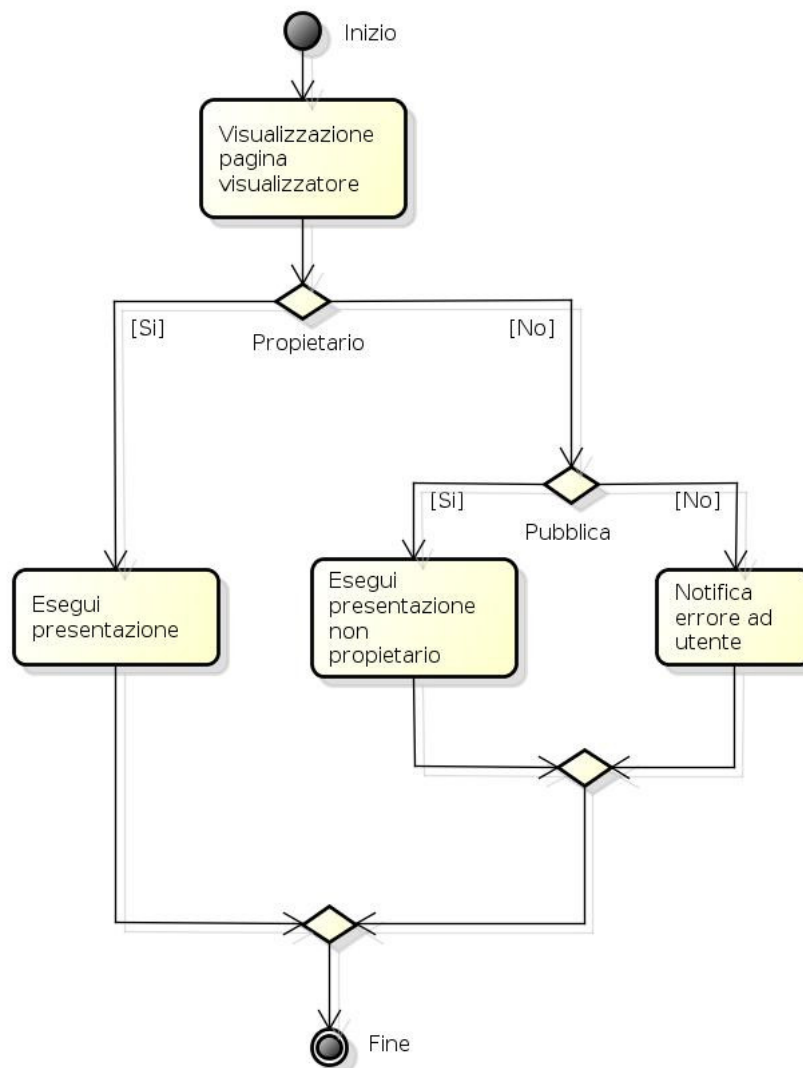 Inizio
Visualizzazione
pagina
visualizzatore
[Si]
[No]
Propietario
[Si]
[No]
Pubblica
Esegui
presentazione
Esegui
presentazione
non
propietario
Notifica
errore ad
utente
Fine